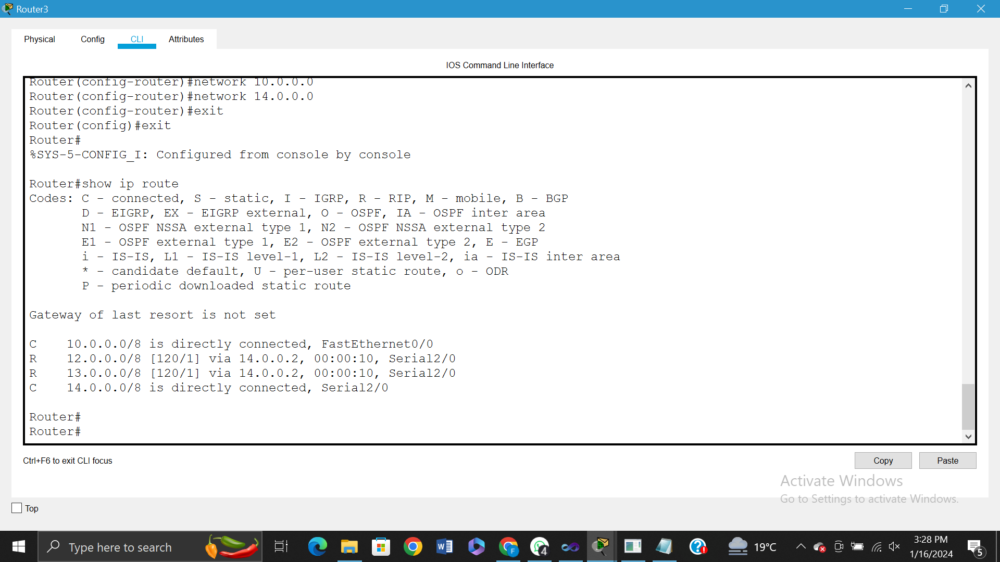 Router3
Physical Config CLI Attributes
IOS Command Line Interface
Router(config-router)#network 10.0.0.0
Router(config-router)#network 14.0.0.0
Router(config-router)#exit
Router(config)#exit
Router#
%SYS-5-CONFIG_I: Configured from console by console
Router#show ip route
Codes: C - connected, S - static, I - IGRP, R - RIP, M - mobile, B - BGP
D - EIGRP, EX - EIGRP external, O - OSPF, IA - OSPF inter area
N1 - OSPF NSSA external type 1, N2 - OSPF NSSA external type 2
E1 - OSPF external type 1, E2 - OSPF external type 2, E - EGP
i - IS-IS, L1 - IS-IS level-1, L2 - IS-IS level-2, ia - IS-IS inter area
* - candidate default, U - per-user static route, o - ODR
P - periodic downloaded static route
Gateway of last resort is not set
C 10.0.0.0/8 is directly connected, FastEthernet0/0
R 12.0.0.0/8 [120/1] via 14.0.0.2, 00:00:10, Serial2/0
R 13.0.0.0/8 [120/1] via 14.0.0.2, 00:00:10, Serial2/0
C 14.0.0.0/8 is directly connected, Serial2/0
Router#
Router#
Ctrl+F6 to exit CLI focus
Copy Paste
Activate Windows
Go to Settings to activate Windows.
Top
Type here to search
W
F
4
19°C
3:28 PM
1/16/2024
5